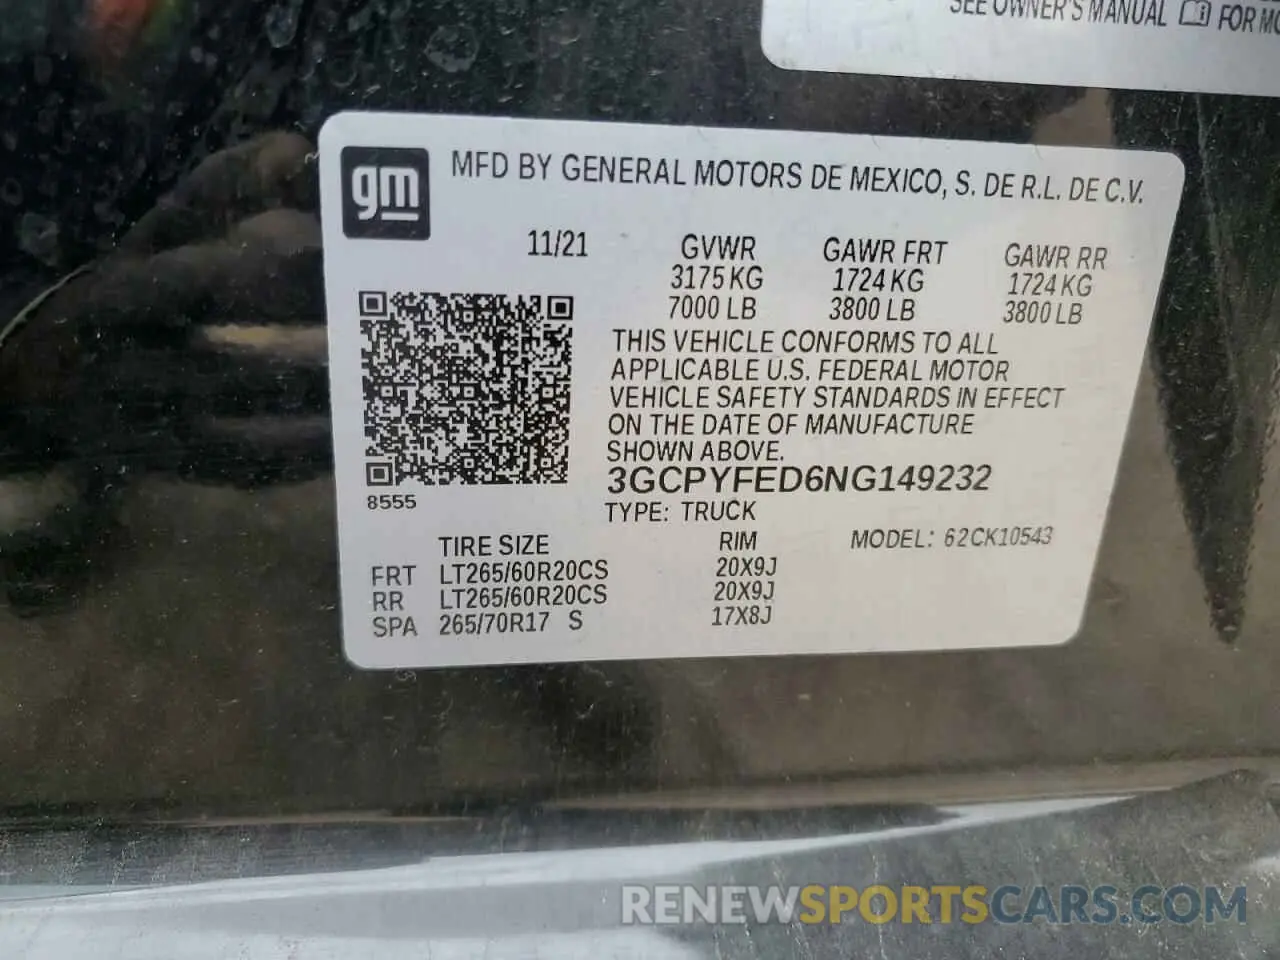 SEE OWNER'S MANUAL FOR MO
gm
MFD BY GENERAL MOTORS DE MEXICO, S. DE R.L. DE C.V.
11/21 GVWR GAWR FRT GAWR RR
3175 KG 1724 KG 1724 KG
7000 LB 3800 LB 3800 LB
THIS VEHICLE CONFORMS TO ALL
APPLICABLE U.S. FEDERAL MOTOR
VEHICLE SAFETY STANDARDS IN EFFECT
ON THE DATE OF MANUFACTURE
SHOWN ABOVE.
3GCPYFED6NG149232
8555
TYPE: TRUCK
TIRE SIZE RIM MODEL: 62CK10543
FRT LT265/60R20CS 20X9J
RR LT265/60R20CS 20X9J
SPA 265/70R17 S 17X8J
RENEWSPORTSCARS.COM